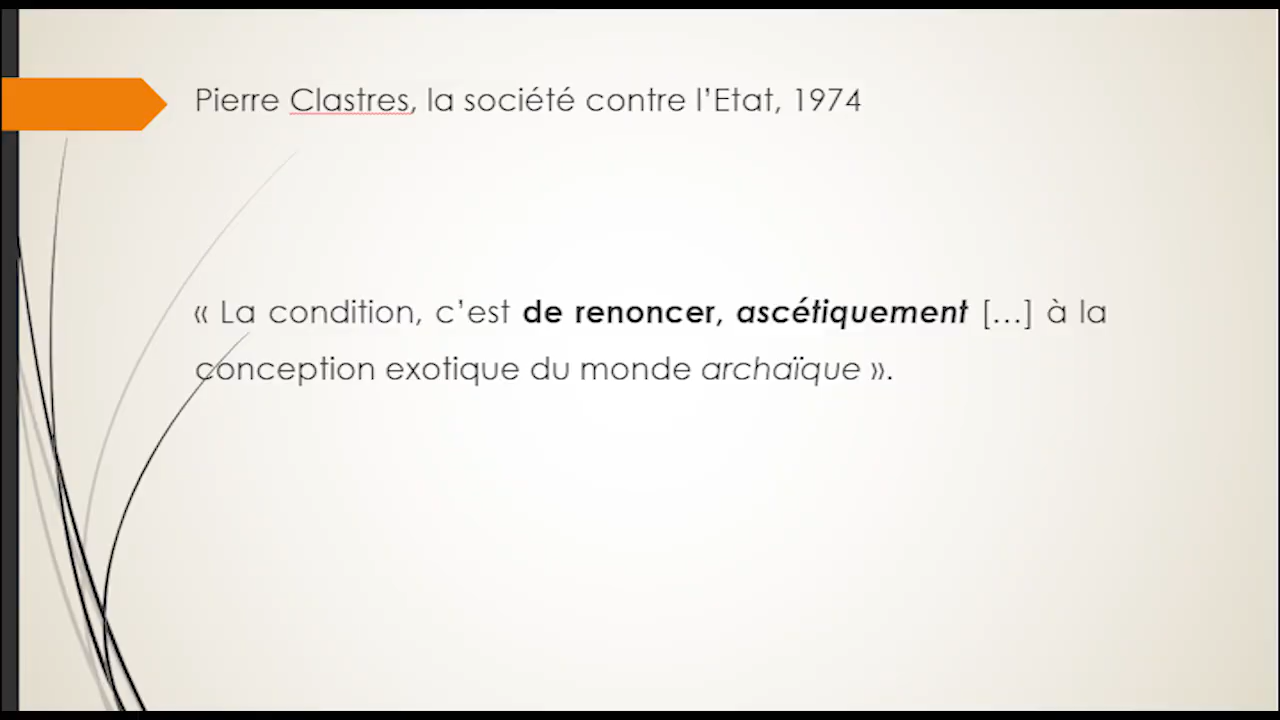 Pierre Clastres, la société contre l’Etat, 1974
« La condition, c’est de renoncer, ascétiquement […] à la
conception exotique du monde archaïque ».